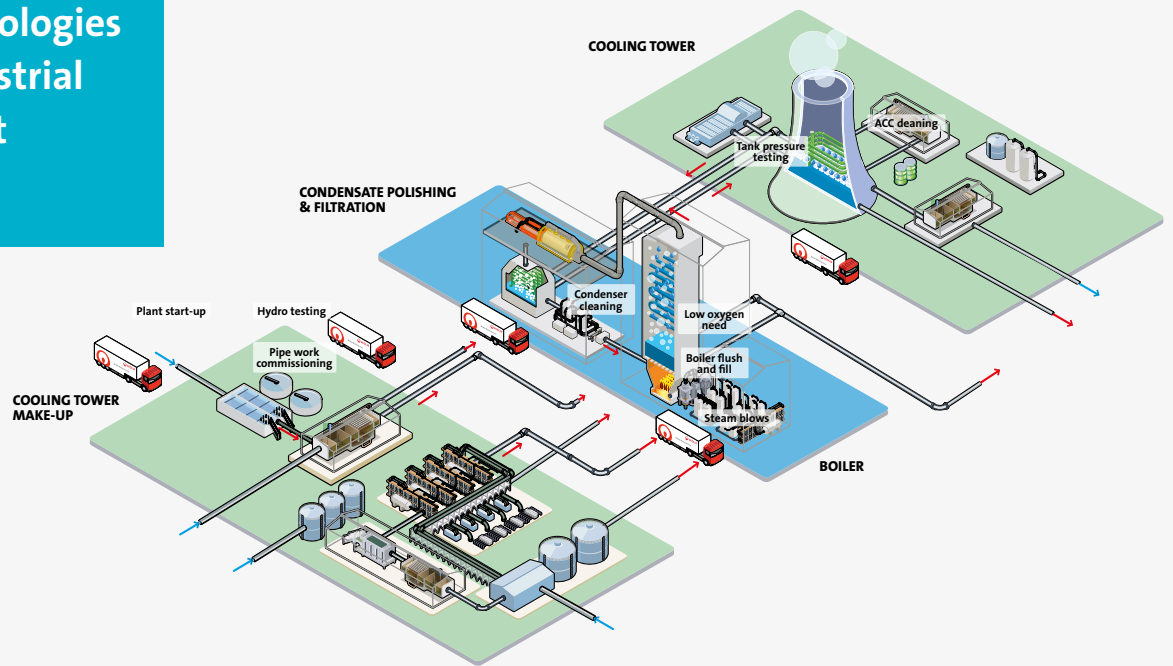 ologies
strial
t
COOLING TOWER
ACC cleaning
Tank pressure
testing
CONDENSATE POLISHING
& FILTRATION
Condenser
cleaning
Low oxygen
need
Boiler flush
and fill
Steam blows
BOILER
Plant start-up
Hydro testing
Pipe work
commissioning
COOLING TOWER
MAKE-UP